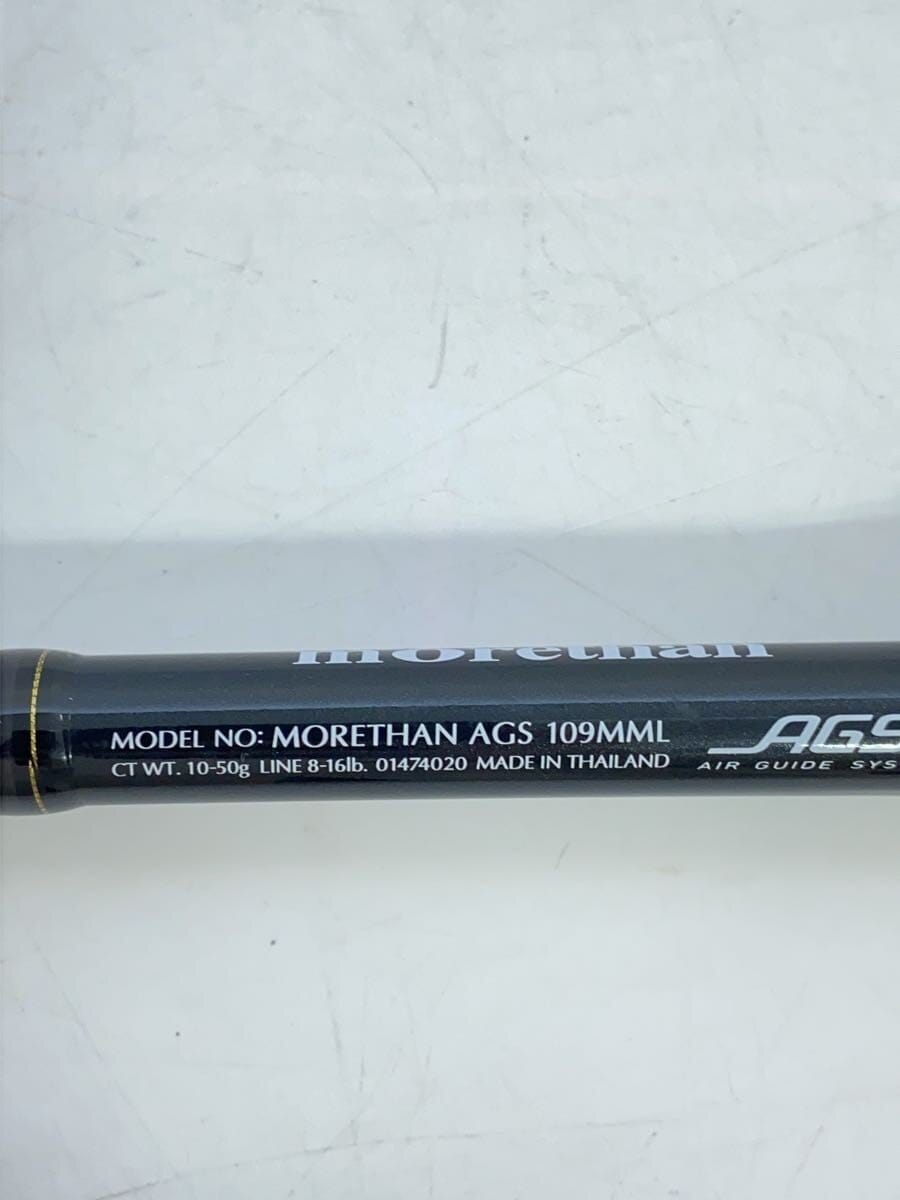 morethan
MODEL NO: MORETHAN AGS 109MML
CT WT. 10-50g LINE 8-16lb. 01474020 MADE IN THAILAND
AGS
AIR GUIDE SYS